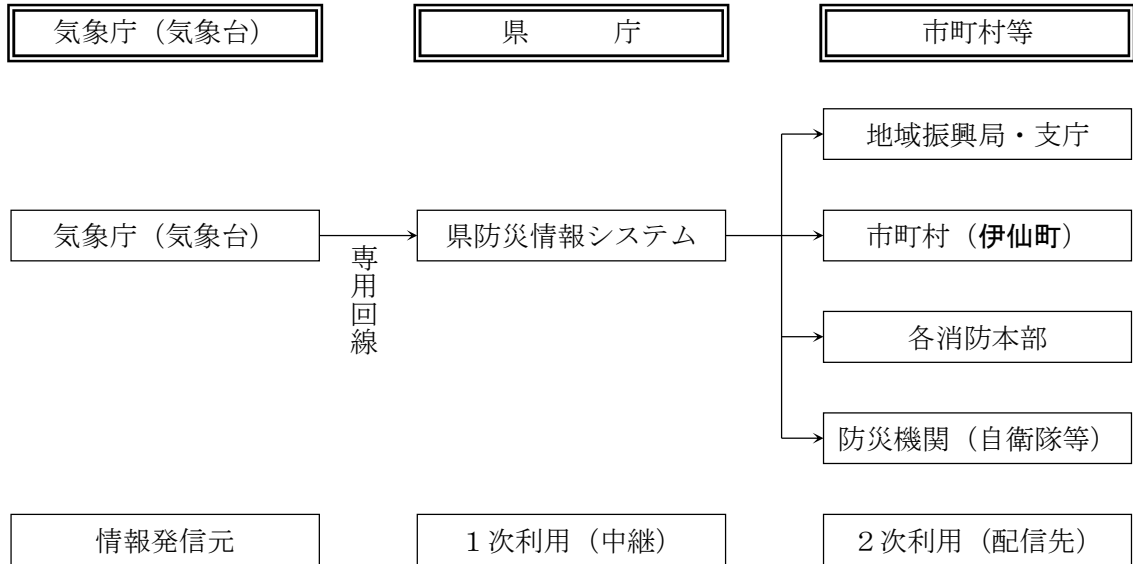 気象庁（気象台）
県　　庁
市町村等
地域振興局・支庁
気象庁（気象台）
県防災情報システム
市町村（伊仙町）
専用回線
各消防本部
防災機関（自衛隊等）
情報発信元
１次利用（中継）
２次利用（配信先）